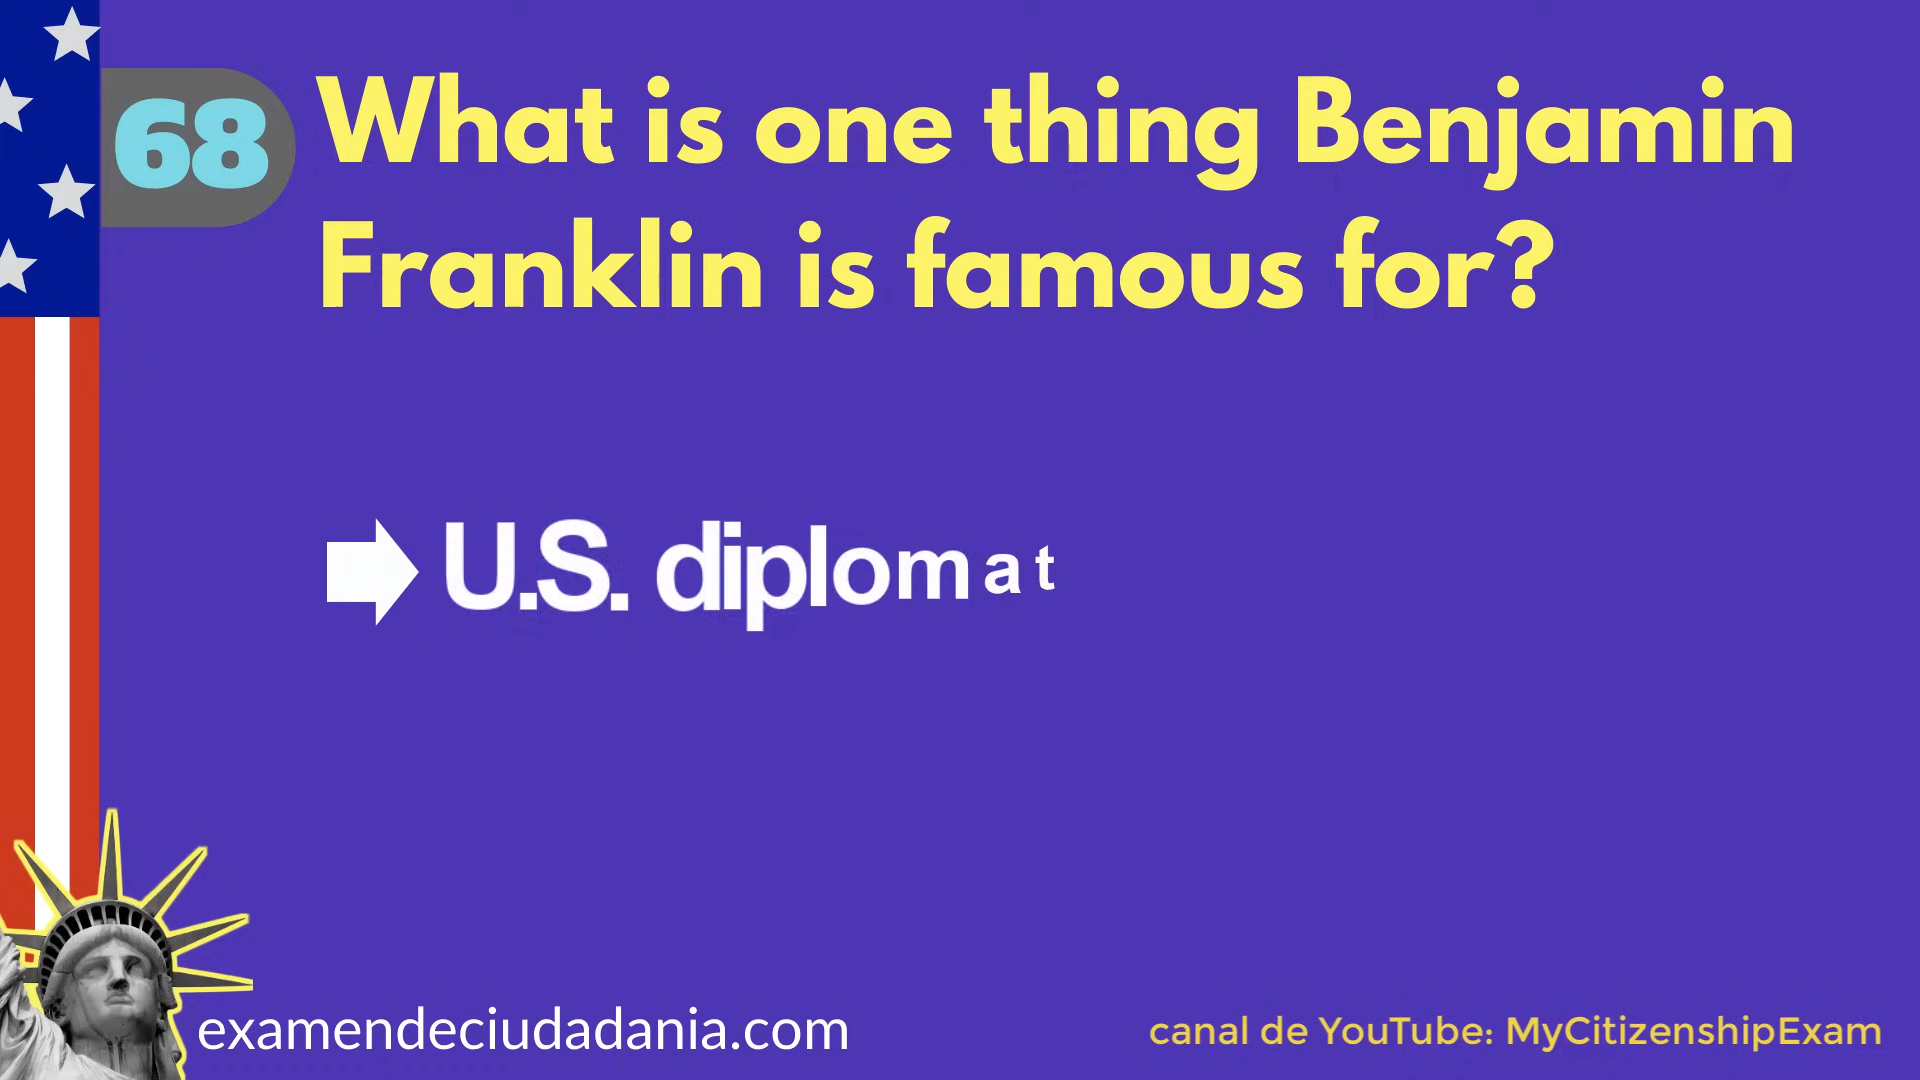 68
What is one thing Benjamin
Franklin is famous for?
U.S. diplomat
examendeciudadania.com
canal de YouTube: MyCitizenshipExam